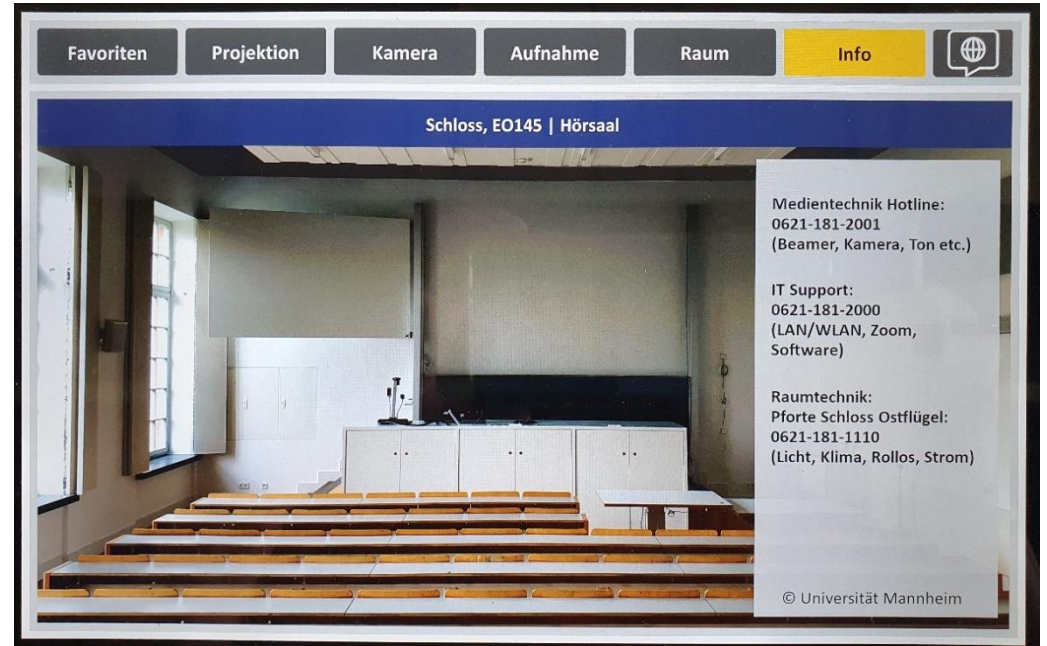 Favoriten
Projektion
Kamera
Aufnahme
Raum
Info
Schloss, EO145 | Hörsaal
Medientechnik Hotline:
0621-181-2001
(Beamer, Kamera, Ton etc.)
IT Support:
0621-181-2000
(LAN/WLAN, Zoom,
Software)
Raumtechnik:
Pforte Schloss Ostflügel:
0621-181-1110
(Licht, Klima, Rollos, Strom)
© Universität Mannheim